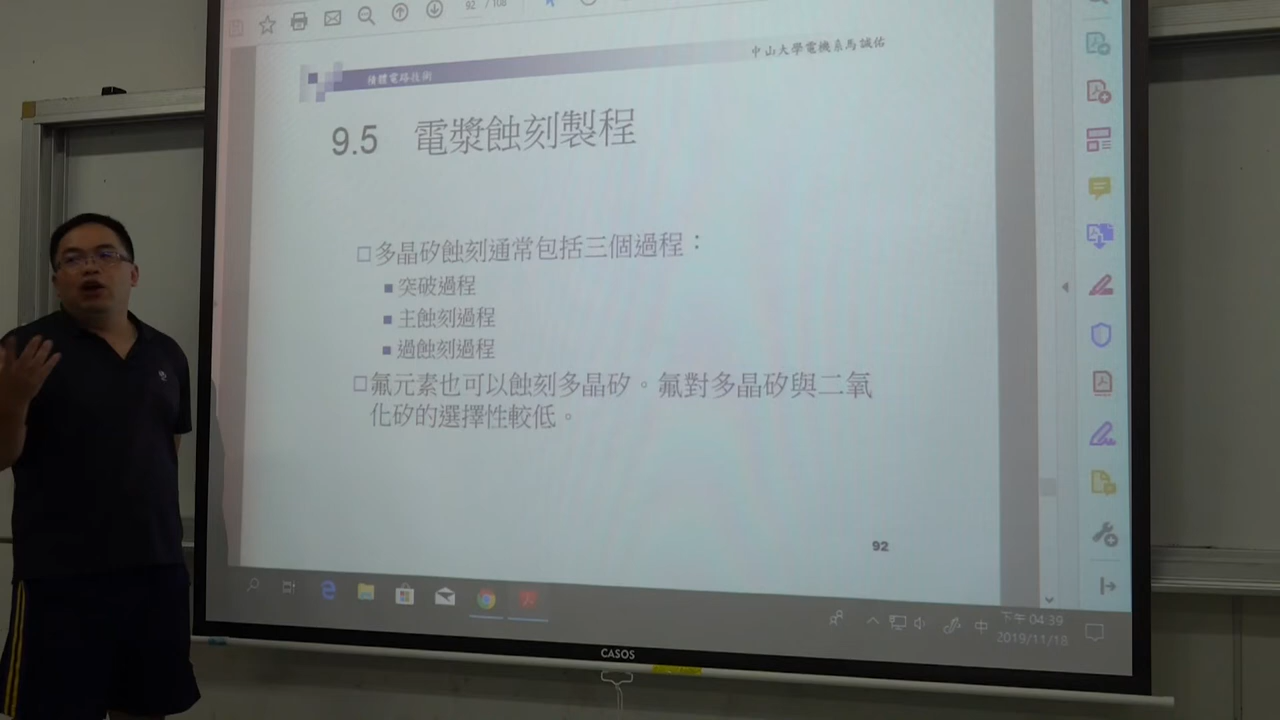 92 / 108
中山大學電機系馬誠佑
積體電路技術
9.5 電漿蝕刻製程
□多晶矽蝕刻通常包括三個過程：
■突破過程
■主蝕刻過程
■過蝕刻過程
□氟元素也可以蝕刻多晶矽。氟對多晶矽與二氧
化矽的選擇性較低。
92
中
下午 04:39
2019/11/18
CASOS